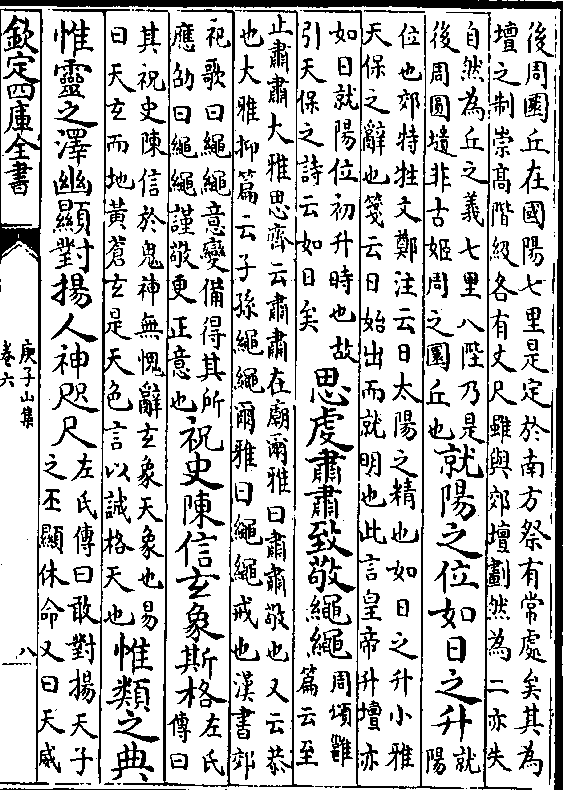 後周圜丘在國陽七里是定於南方祭有常處矣其為
壇之制崇高階級各有丈尺雖與郊壇劃然為二亦失
自然為丘之義七里八陛乃是
後周圓壇非古姬周之圜丘也
就陽之位如日之升
就
陽
位也郊特牲文鄭注云日太陽之精也如日之升小雅
天保之辭也箋云日始出而就明也此言皇帝升壇亦
如日就陽位初升時也故
引天保之詩云如日矣
思虔肅肅致敬繩繩
周頌雝
篇云至
止肅肅大雅思齊云肅肅在廟爾雅曰肅肅敬也又云恭
也大雅抑篇云子孫繩繩爾雅曰繩繩戒也漢書郊
祀歌曰繩繩意變備得其所
應劭曰繩繩謹敬更正意也
祝史陳信玄象斯格
左氏
傳曰
其祝史陳信於鬼神無愧辭玄象天象也易
曰天玄而地黃蒼玄是天色言以誠格天也
惟類之典
惟靈之澤幽顯對揚人神咫尺
左氏傳曰敢對揚天子
之丕顯休命又曰天威
欽定四庫全書
庾子山集
卷六
八